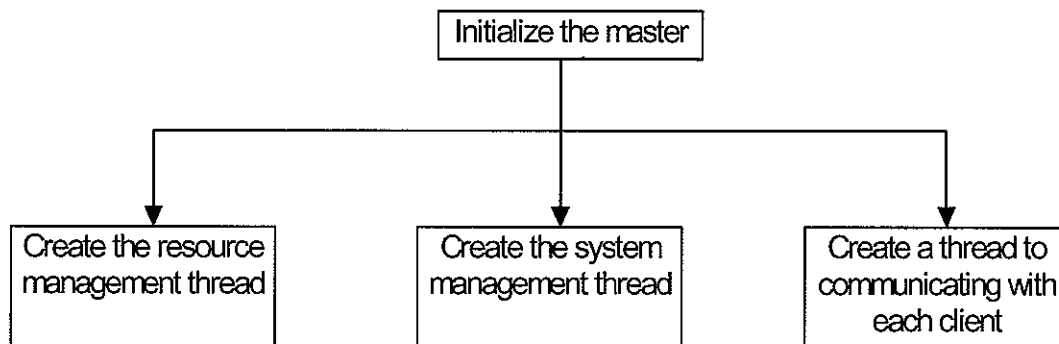 Initialize the master
Create the resource
management thread
Create the system
management thread
Create a thread to
communicating with
each client